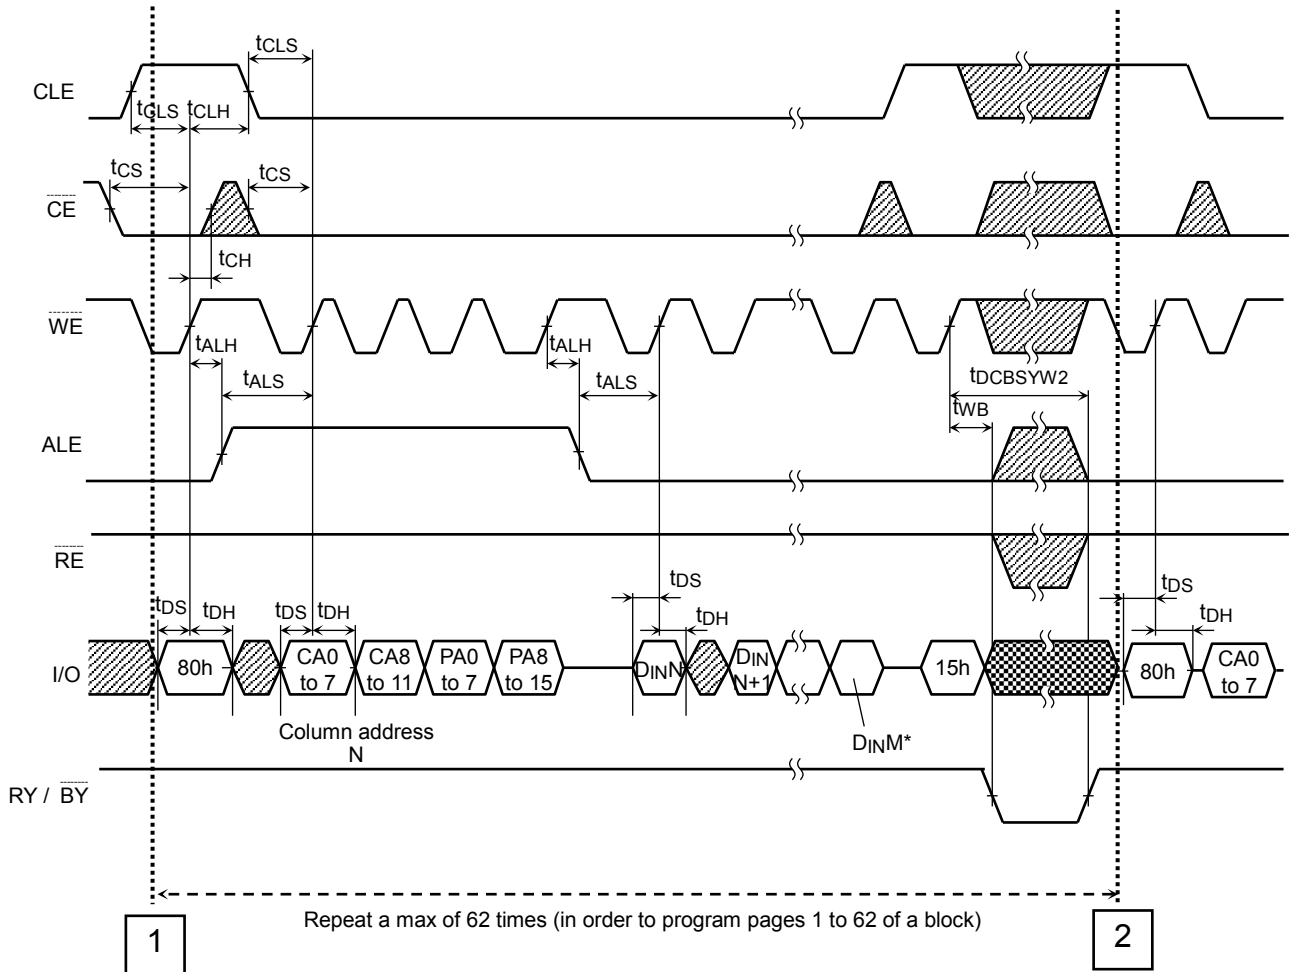 tCLS
CLE
tCLS
tCLH
tCS
tCS
CE
tCH
WE
tALH
tALH
tALS
tALS
tDCBSYW2
tWB
ALE
RE
tDS
tDH
tDS
tDH
tDS
tDH
tDS
tDH
I/O
80h
CA0
to 7
CA8
to 11
PA0
to 7
PA8
to 15
DINN
DIN
N+1
15h
80h
CA0
to 7
Column address
N
DINM*
RY / BY
Repeat a max of 62 times (in order to program pages 1 to 62 of a block)
1
2